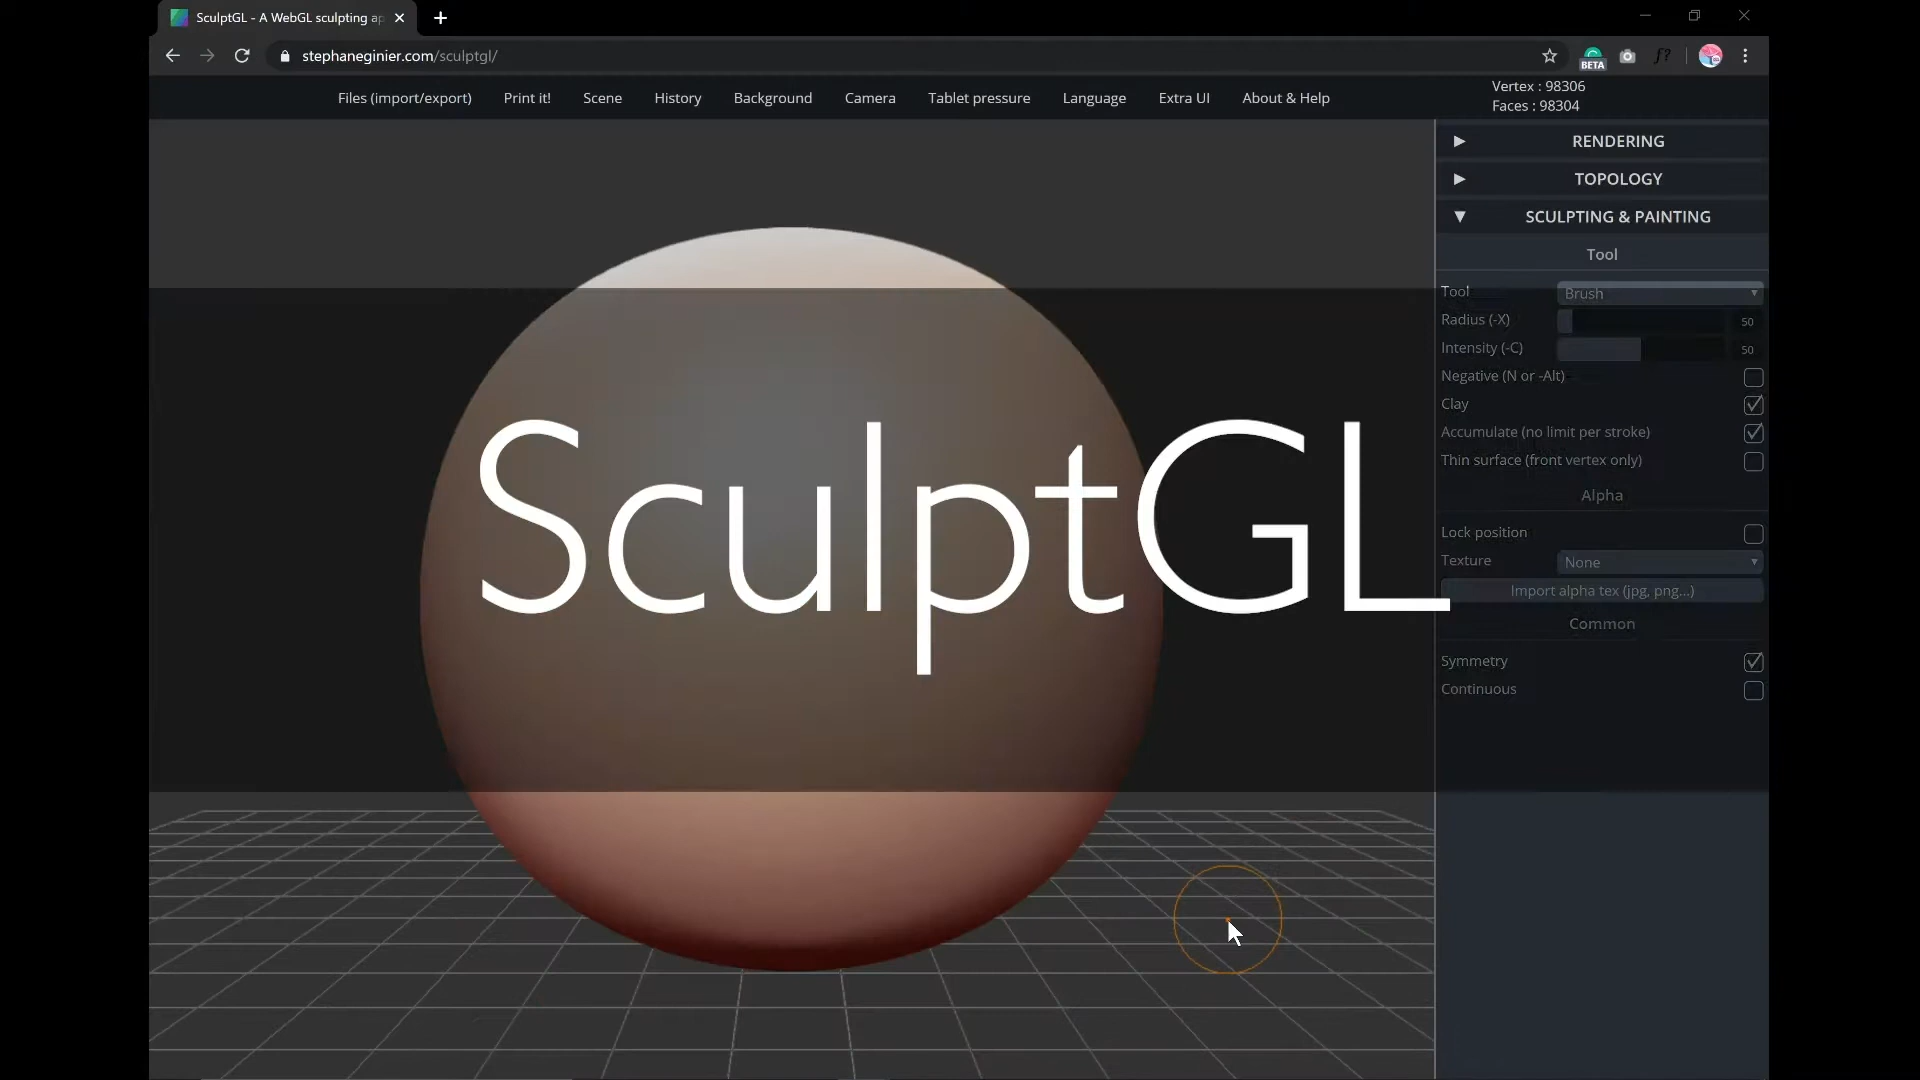 SculptGL - A WebGL sculpting ap
stephaneginier.com/sculptgl/
BETA
f?
Files (import/export) Print it! Scene History Background Camera Tablet pressure Language Extra UI About & Help
Vertex : 98306
Faces : 98304
RENDERING
TOPOLOGY
SCULPTING & PAINTING
Tool
Tool Brush
Radius (-X) 50
Intensity (-C) 50
Negative (N or -Alt)
Clay
Accumulate (no limit per stroke)
Thin surface (front vertex only)
Alpha
Lock position
Texture None
Import alpha tex (jpg, png...)
Common
Symmetry
Continuous
SculptGL